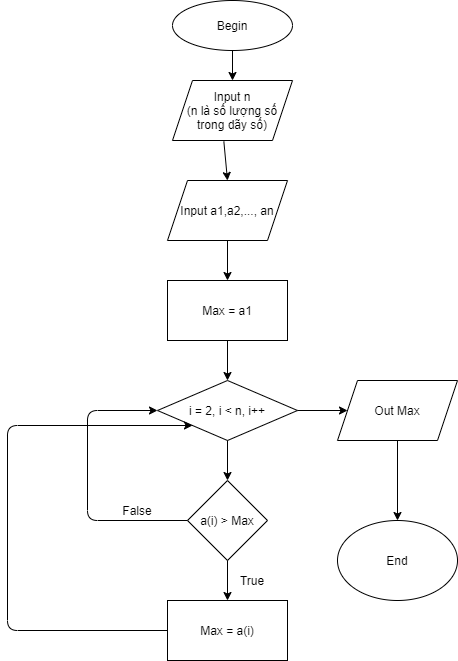 Begin
Input n
(n là số lượng số
trong dãy số)
Input a1,a2,..., an
Max = a1
i = 2, i < n, i++
Out Max
a(i) > Max
False
End
True
Max = a(i)